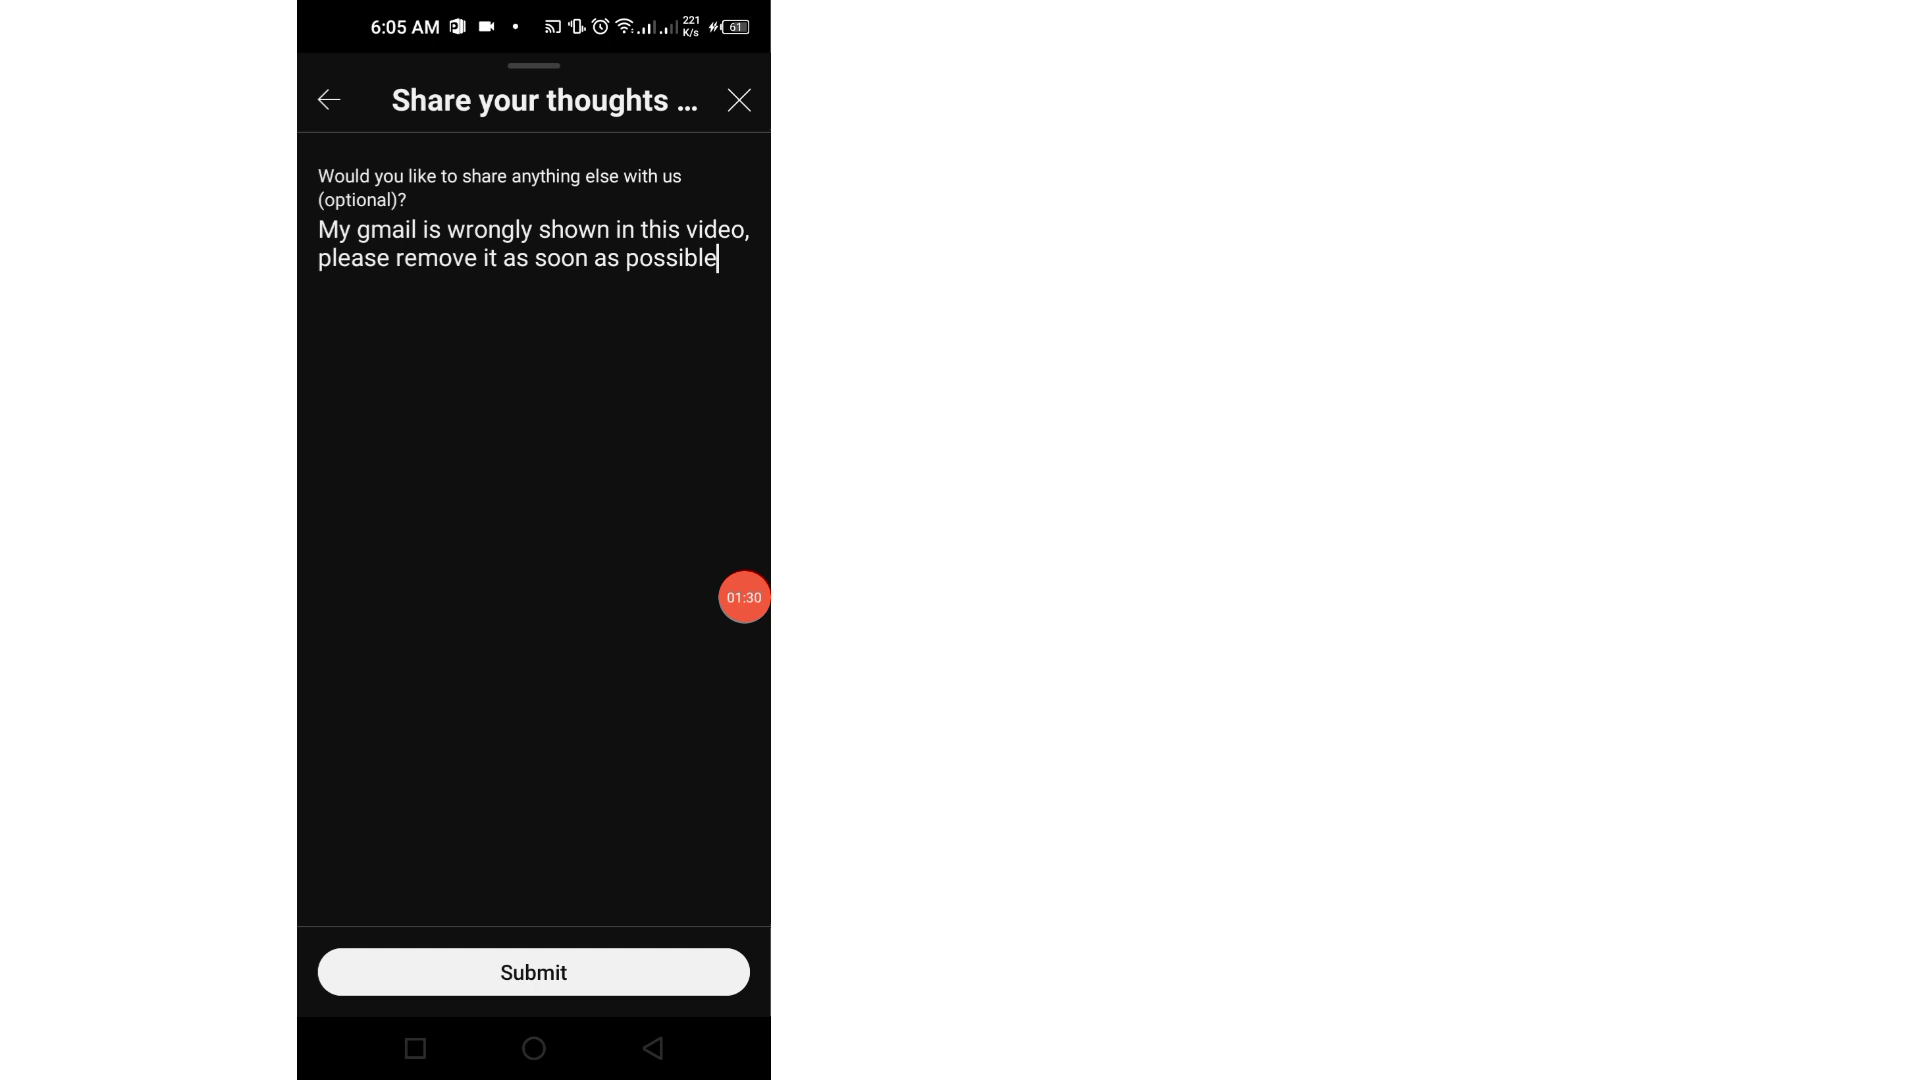 6:05 AM 221 K/s 61
Share your thoughts ...
Would you like to share anything else with us
(optional)?
My gmail is wrongly shown in this video,
please remove it as soon as possible
01:30
Submit